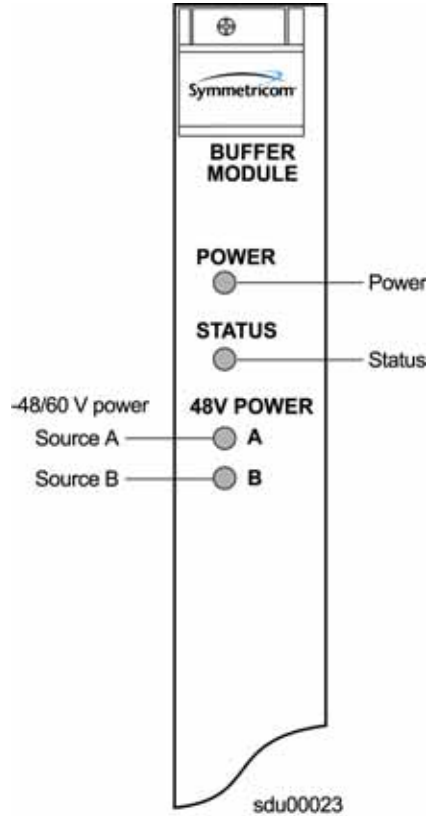 Symmetricom
BUFFER
MODULE
POWER
Power
STATUS
Status
-48/60 V power
48V POWER
Source A
A
Source B
B
sdu00023